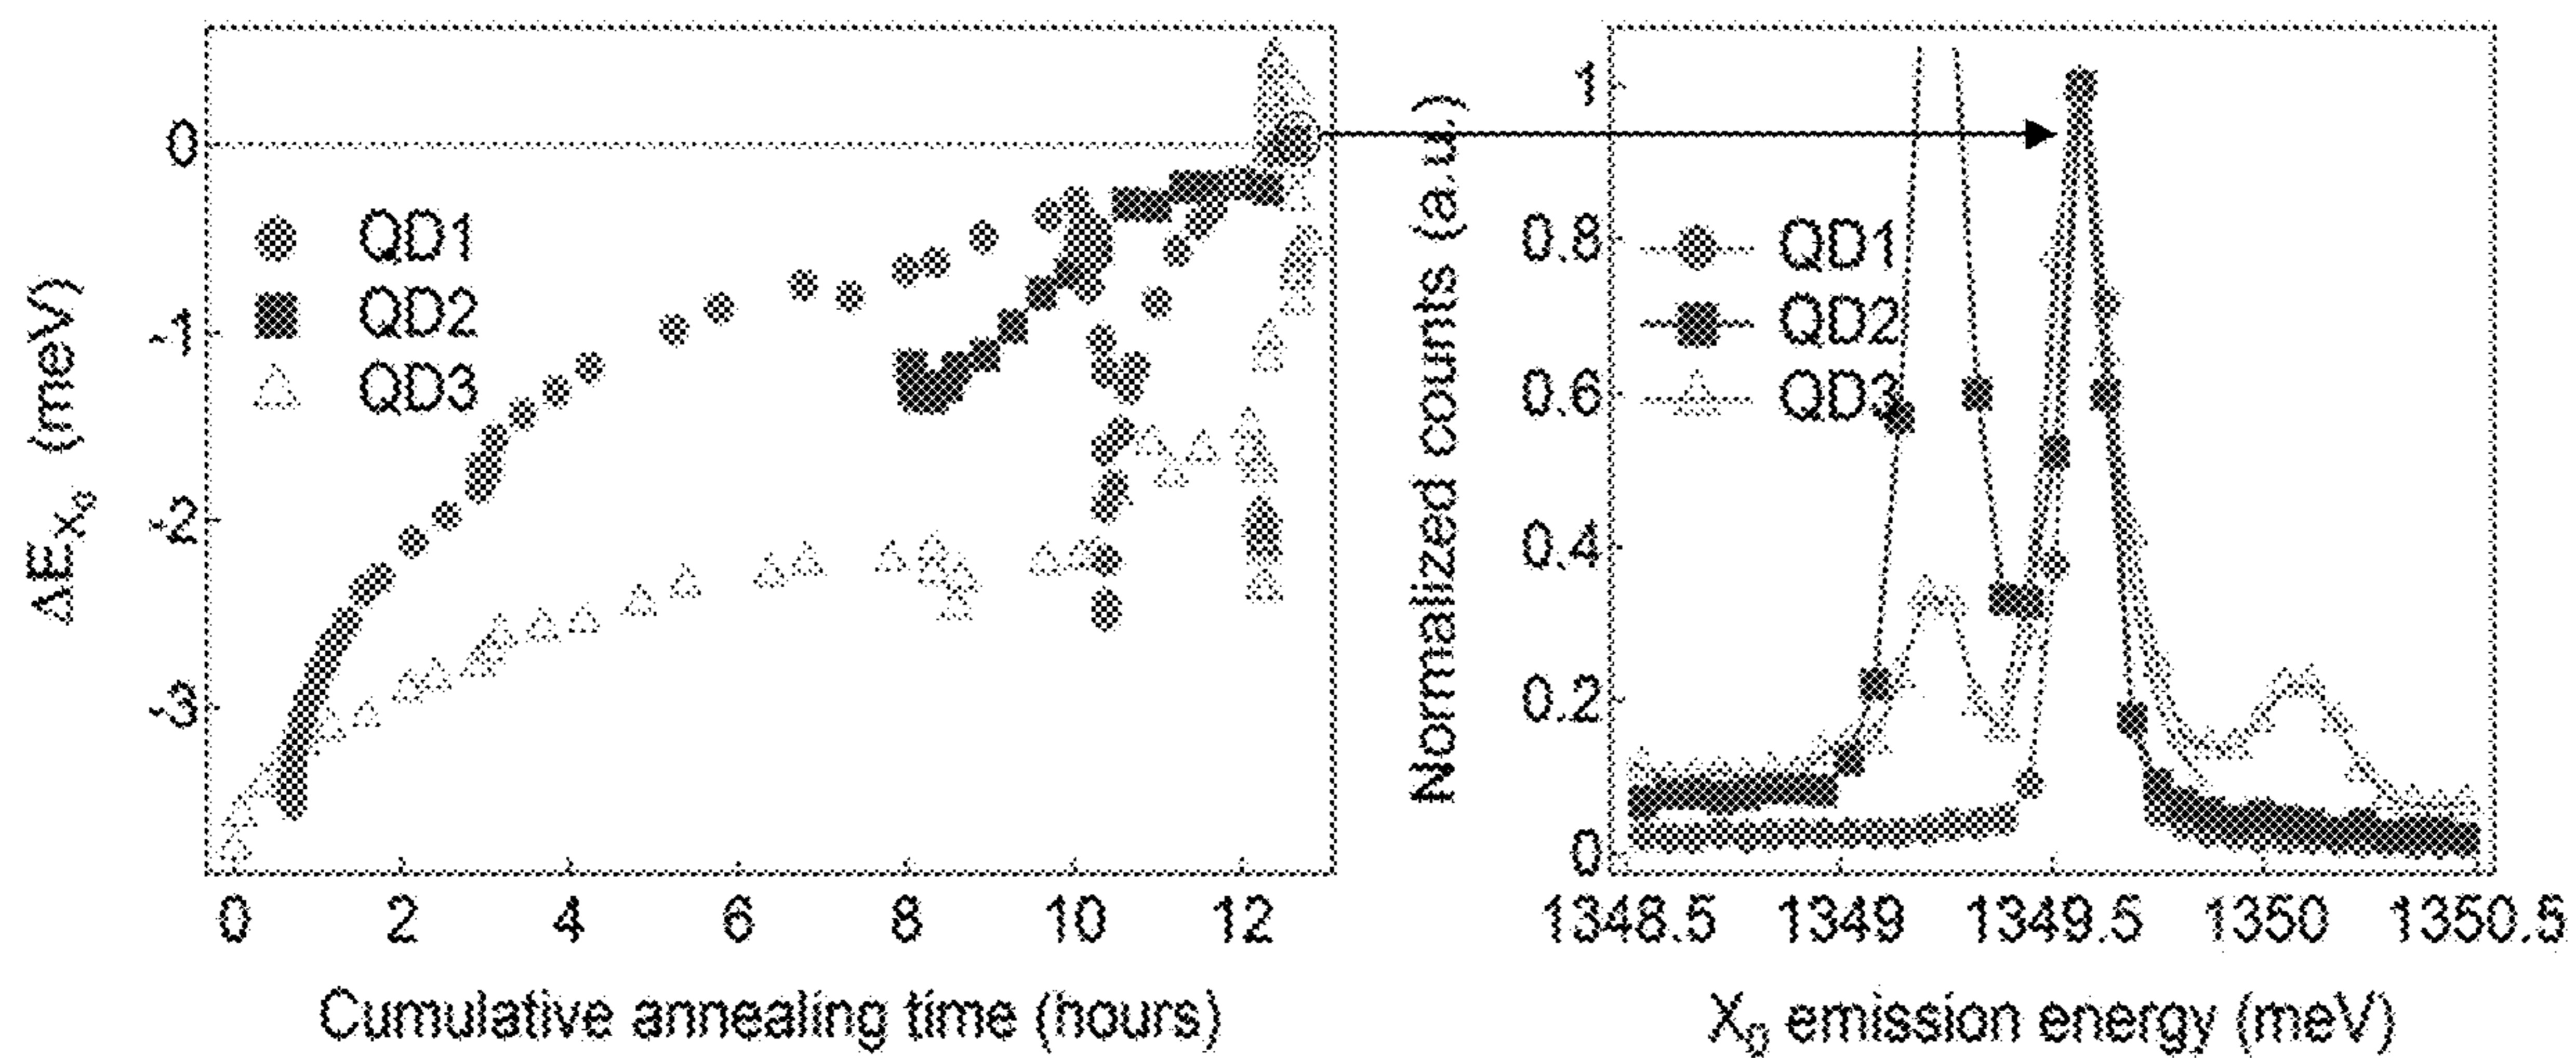 ΔE_X₀ (meV)
0
-1
-2
-3
QD1
QD2
QD3
0 2 4 6 8 10 12
Cumulative annealing time (hours)
Normalized counts (a.u.)
1
0.8
0.6
0.4
0.2
0
QD1
QD2
QD3
1348.5 1349 1349.5 1350 1350.5
X₀ emission energy (meV)